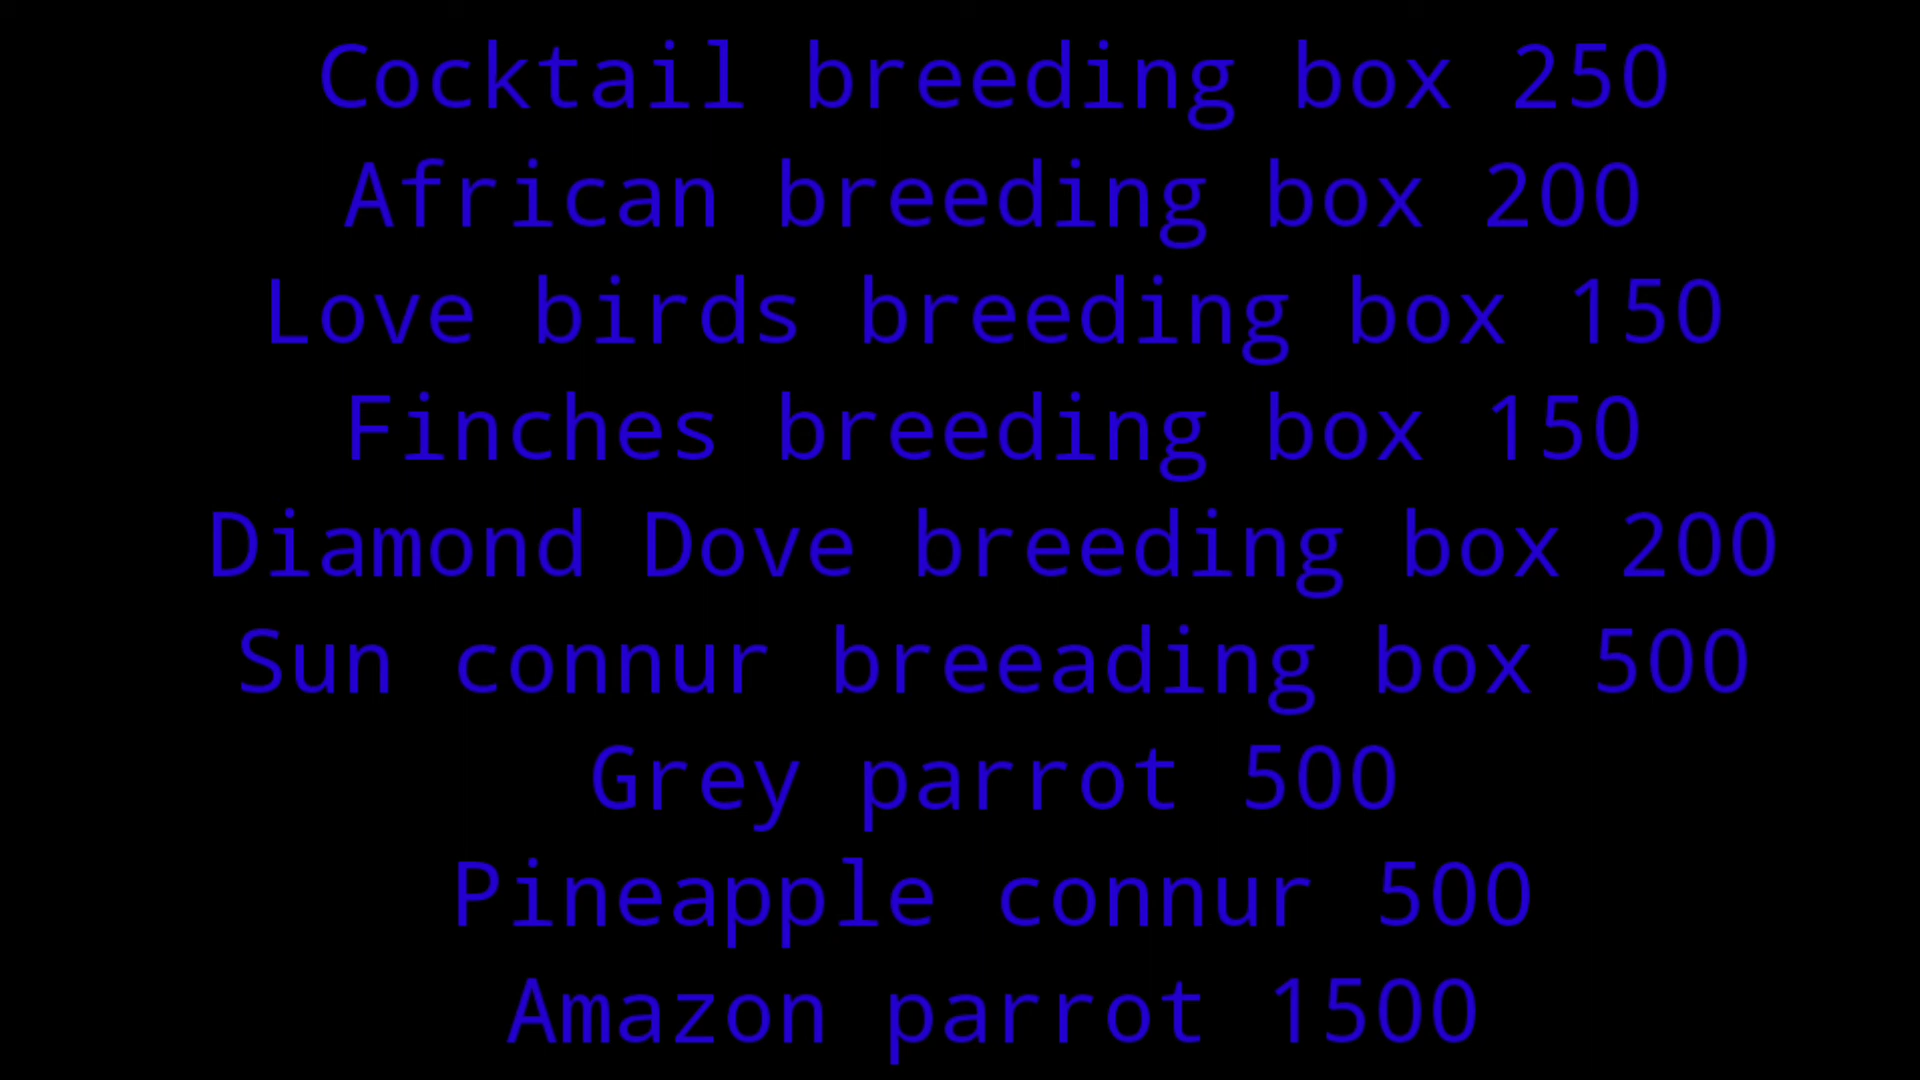 Cocktail breeding box 250
African breeding box 200
Love birds breeding box 150
Finches breeding box 150
Diamond Dove breeding box 200
Sun connur breeading box 500
Grey parrot 500
Pineapple connur 500
Amazon parrot 1500